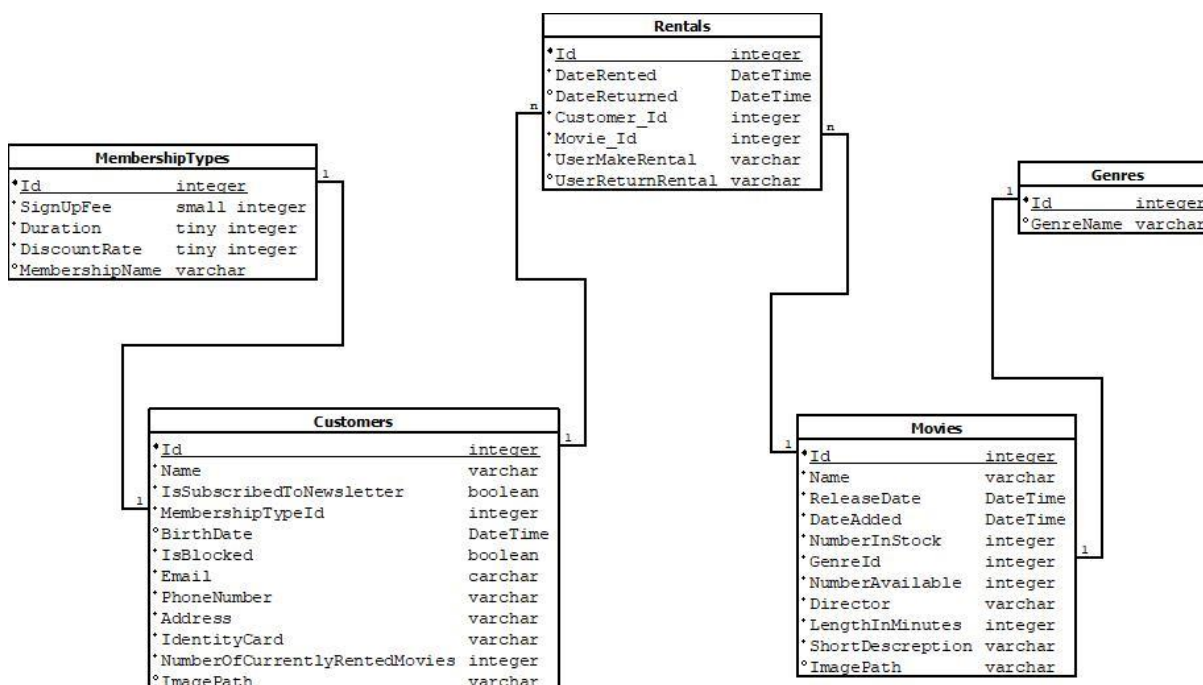 Rentals
Id integer
DateRented DateTime
DateReturned DateTime
Customer_Id integer
Movie_Id integer
UserMakeRental varchar
UserReturnRental varchar
n
n
MembershipTypes
Id integer
SignUpFee small integer
Duration tiny integer
DiscountRate tiny integer
MembershipName varchar
1
Genres
Id integer
GenreName varchar
1
Customers
Id integer
Name varchar
IsSubscribedToNewsletter boolean
MembershipTypeId integer
BirthDate DateTime
IsBlocked boolean
Email carchar
PhoneNumber varchar
Address varchar
IdentityCard varchar
NumberOfCurrentlyRentedMovies integer
ImagePath varchar
1
1
Movies
Id integer
Name varchar
ReleaseDate DateTime
DateAdded DateTime
NumberInStock integer
GenreId integer
NumberAvailable integer
Director varchar
LengthInMinutes integer
ShortDescreption varchar
ImagePath varchar
1
1